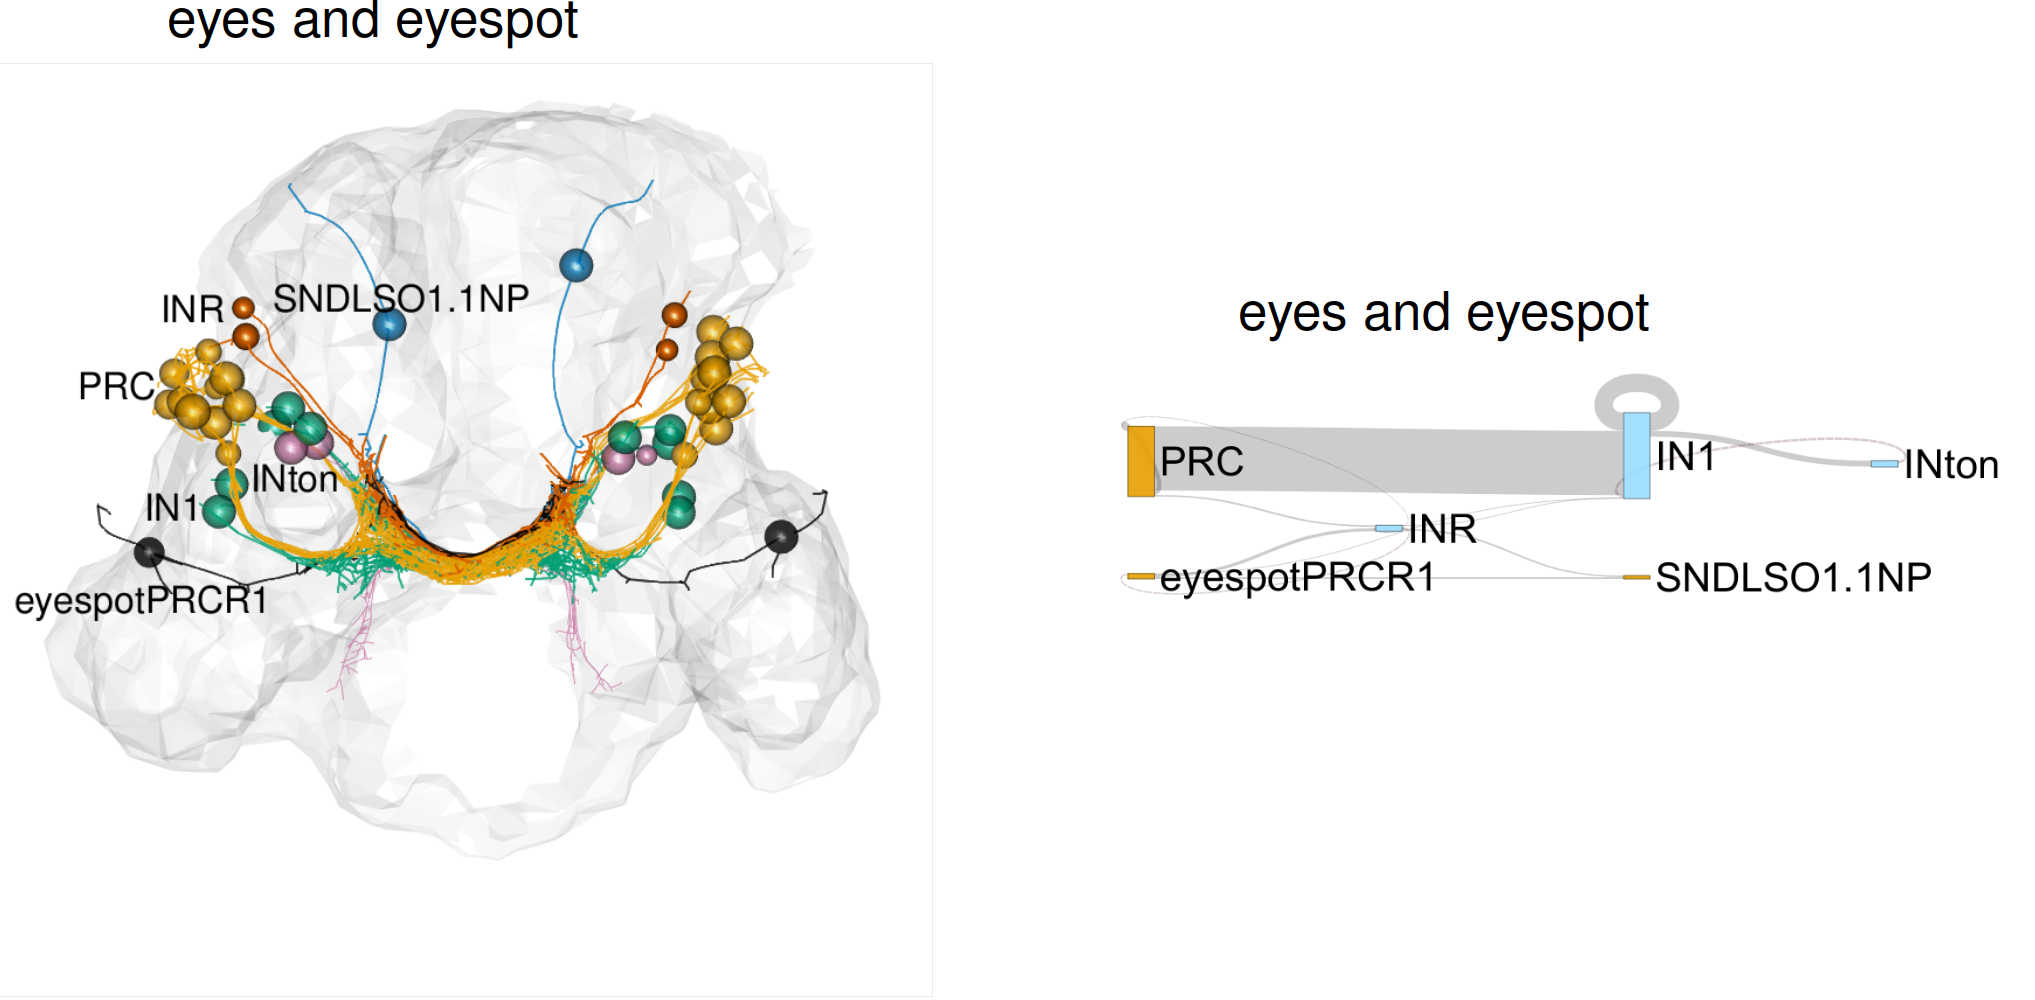 eyes and eyespot
INR
SNDLSO1.1NP
PRC
INton
IN1
eyespotPRCR1
eyes and eyespot
PRC
IN1
INton
INR
eyespotPRCR1
SNDLSO1.1NP